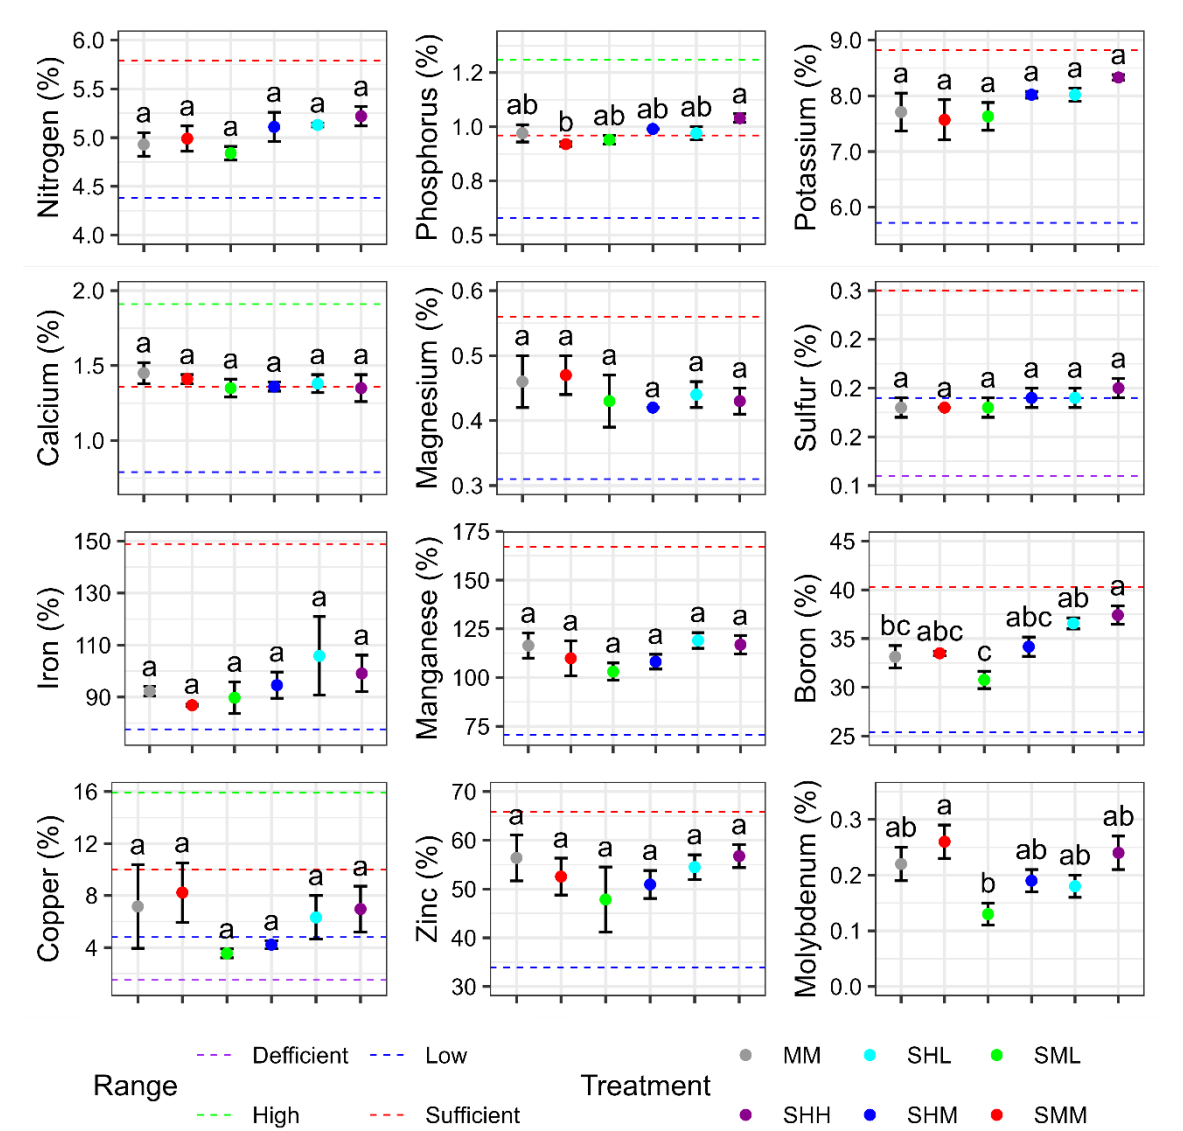 Nitrogen (%)
6.0
5.5
5.0
4.5
4.0
a a a a a a
Phosphorus (%)
1.2
1.0
0.8
0.5
ab b ab ab ab a
Potassium (%)
9.0
8.0
7.0
6.0
a a a a a a
Calcium (%)
2.0
1.5
1.0
a a a a a a
Magnesium (%)
0.6
0.5
0.4
0.3
a a a a a a
Sulfur (%)
0.3
0.2
0.2
0.2
0.1
a a a a a a
Iron (%)
150
130
110
90
a a a a a a
Manganese (%)
175
150
125
100
75
a a a a a a
Boron (%)
45
40
35
30
25
bc abc c abc ab a
Copper (%)
16
12
8
4
a a a a a a
Zinc (%)
70
60
50
40
30
a a a a a a
Molybdenum (%)
0.3
0.2
0.1
0.0
ab a b ab ab ab
Range
Defficient
Low
High
Sufficient
Treatment
MM
SHL
SML
SHH
SHM
SMM